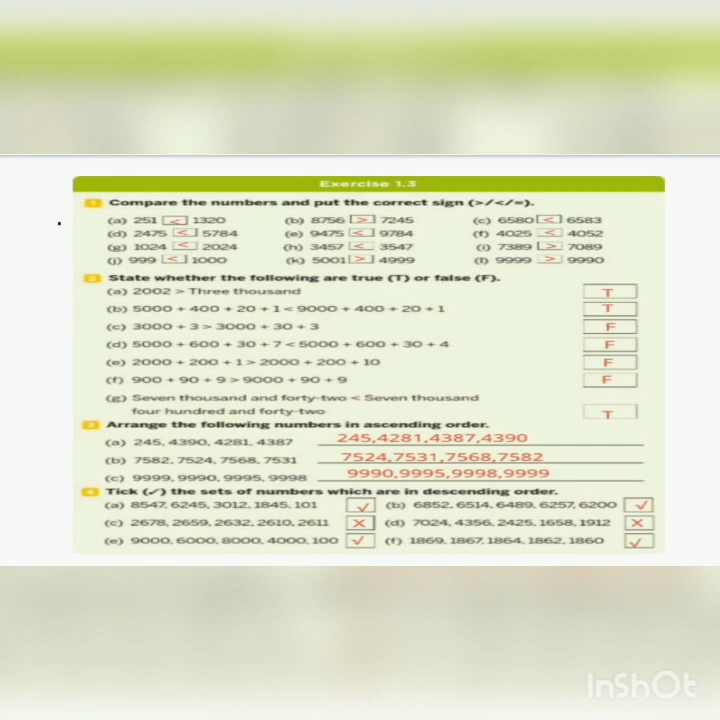 Exercise 1.3
1 Compare the numbers and put the correct sign (>/</=).
(a) 251 < 1320 (b) 8756 > 7245 (c) 6580 < 6583
(d) 2475 < 5784 (e) 9475 < 9784 (f) 4025 < 4052
(g) 1024 < 2024 (h) 3457 < 3547 (i) 7389 > 7089
(j) 999 < 1000 (k) 5001 > 4999 (l) 9999 > 9990
2 State whether the following are true (T) or false (F).
(a) 2002 > Three thousand T
(b) 5000 + 400 + 20 + 1 < 9000 + 400 + 20 + 1 T
(c) 3000 + 3 > 3000 + 30 + 3 F
(d) 5000 + 600 + 30 + 7 < 5000 + 600 + 30 + 4 F
(e) 2000 + 200 + 1 > 2000 + 200 + 10 F
(f) 900 + 90 + 9 > 9000 + 90 + 9 F
(g) Seven thousand and forty-two < Seven thousand
four hundred and forty-two T
3 Arrange the following numbers in ascending order.
(a) 245, 4390, 4281, 4387 245,4281,4387,4390
(b) 7582, 7524, 7568, 7531 7524,7531,7568,7582
(c) 9999, 9990, 9995, 9998 9990,9995,9998,9999
4 Tick (✓) the sets of numbers which are in descending order.
(a) 8547, 6245, 3012, 1845, 101 ✓ (b) 6852, 6514, 6489, 6257, 6200 ✓
(c) 2678, 2659, 2632, 2610, 2611 X (d) 7024, 4356, 2425, 1658, 1912 X
(e) 9000, 6000, 8000, 4000, 100 ✓ (f) 1869, 1867, 1864, 1862, 1860 ✓
InShOt